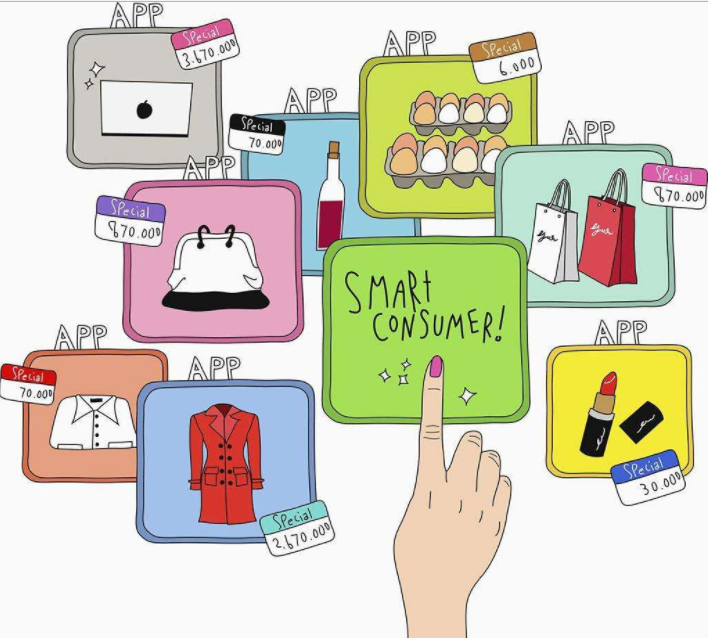 APP
Special
3.670.000
APP
Special
6.000
APP
Special
70.000
APP
Special
870.000
APP
Special
870.000
SMARt
CONSUMER!
APP
Special
70.000
APP
Special
2.670.000
APP
Special
30.000